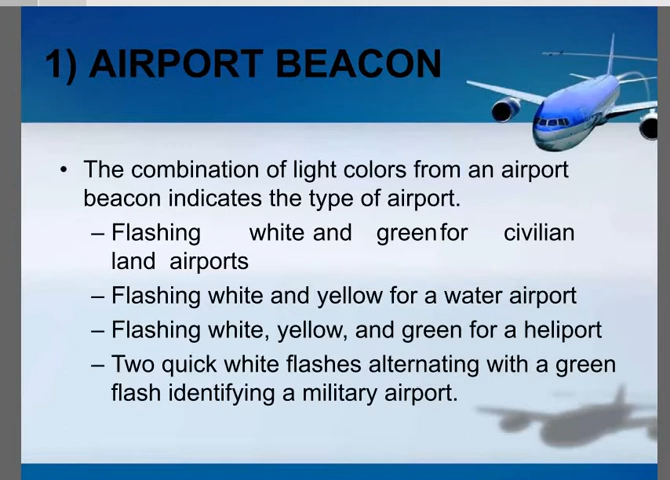 1) AIRPORT BEACON
• The combination of light colors from an airport
beacon indicates the type of airport.
– Flashing white and green for civilian
land airports
– Flashing white and yellow for a water airport
– Flashing white, yellow, and green for a heliport
– Two quick white flashes alternating with a green
flash identifying a military airport.